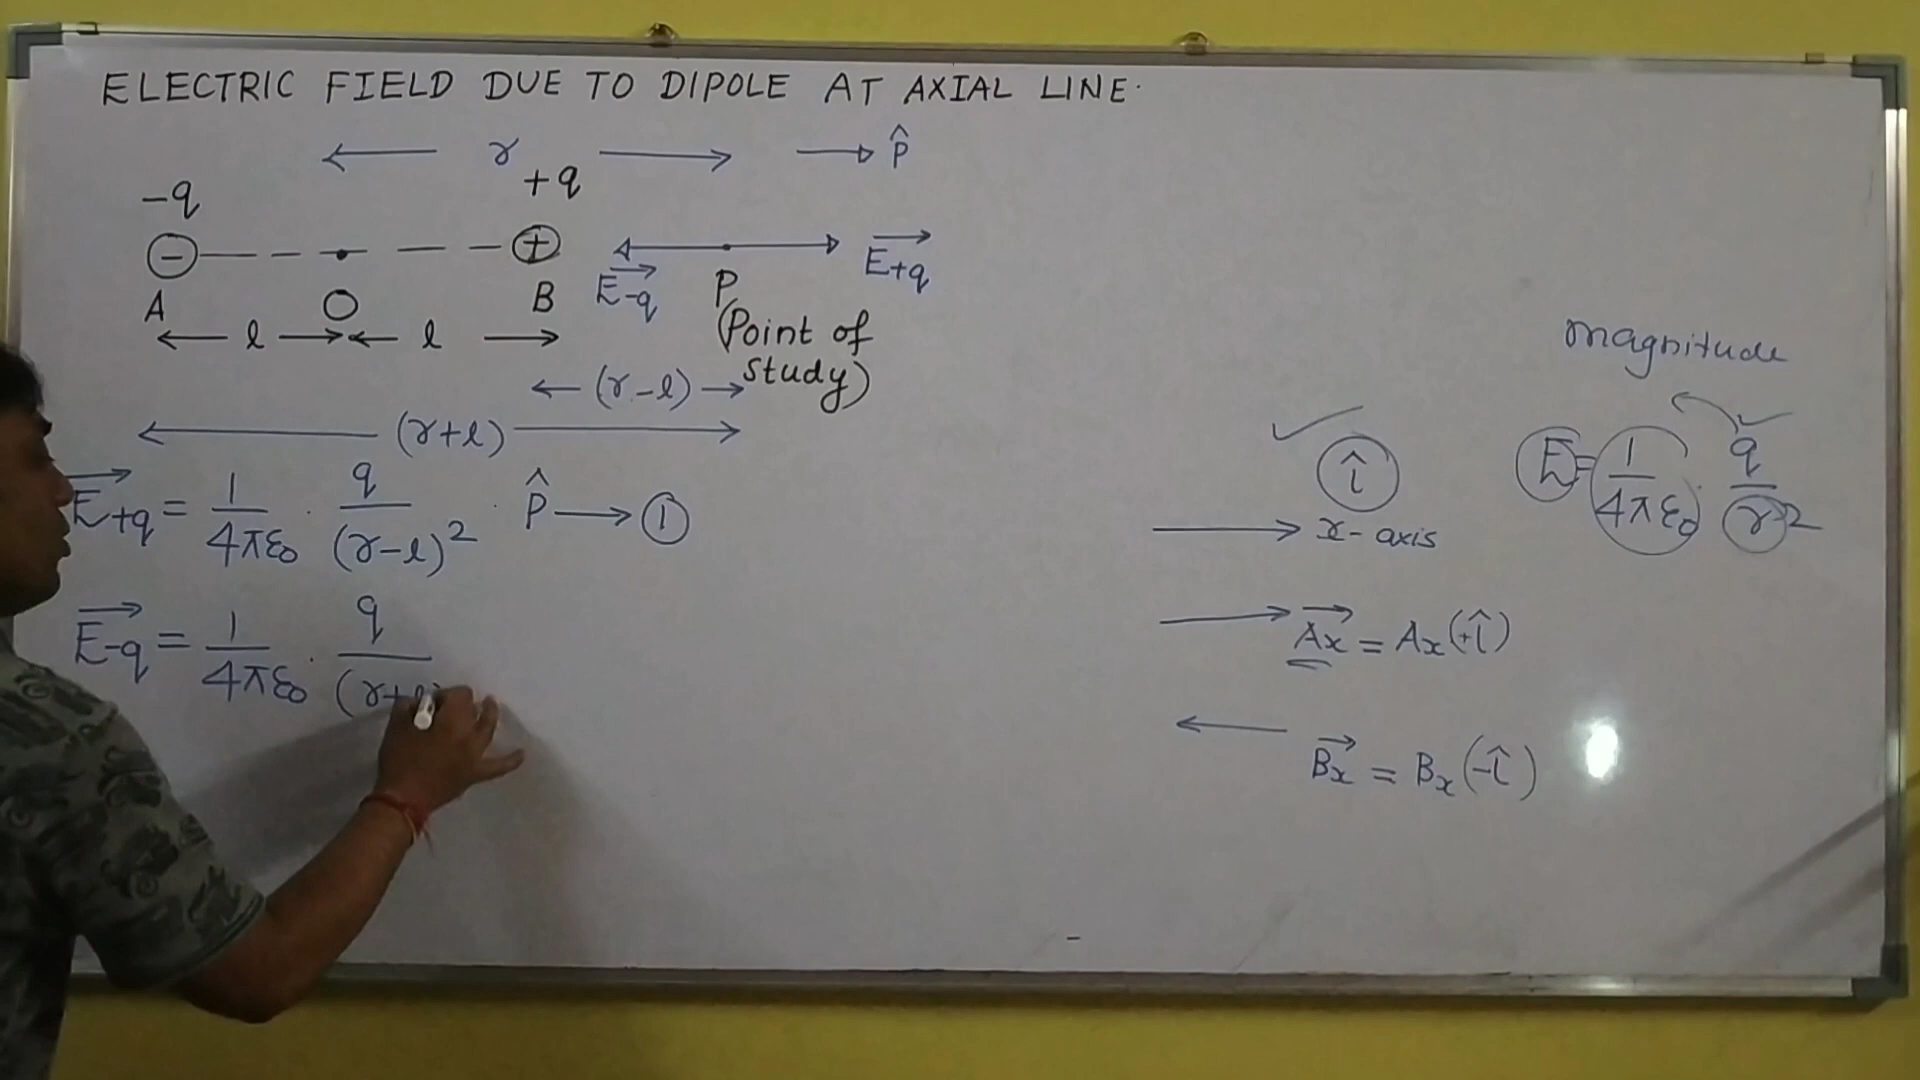 ELECTRIC FIELD DUE TO DIPOLE AT AXIAL LINE.
r → p̂
-q +q
⊖ ⊕ E₊q
A O B E₋q P
l l (Point of
(r-l) study)
(r+l)
E₊q = 1/4πε₀ · q/(r-l)² · p̂ → ①
E₋q = 1/4πε₀ · q/(r+l)
magnitude
î E = 1/4πε₀ · q/r²
x-axis
Aₓ = Aₓ(+î)
Bₓ = Bₓ(-î)